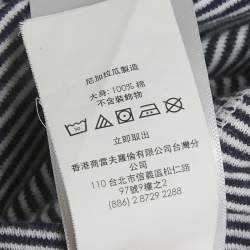 尼加拉瓜製造
大身: 100% 棉
不含裝飾物
立即取出
香港商雷夫羅倫有限公司台灣分
公司
110 台北市信義區松仁路
97號9樓之2
(886) 2 8729 2288